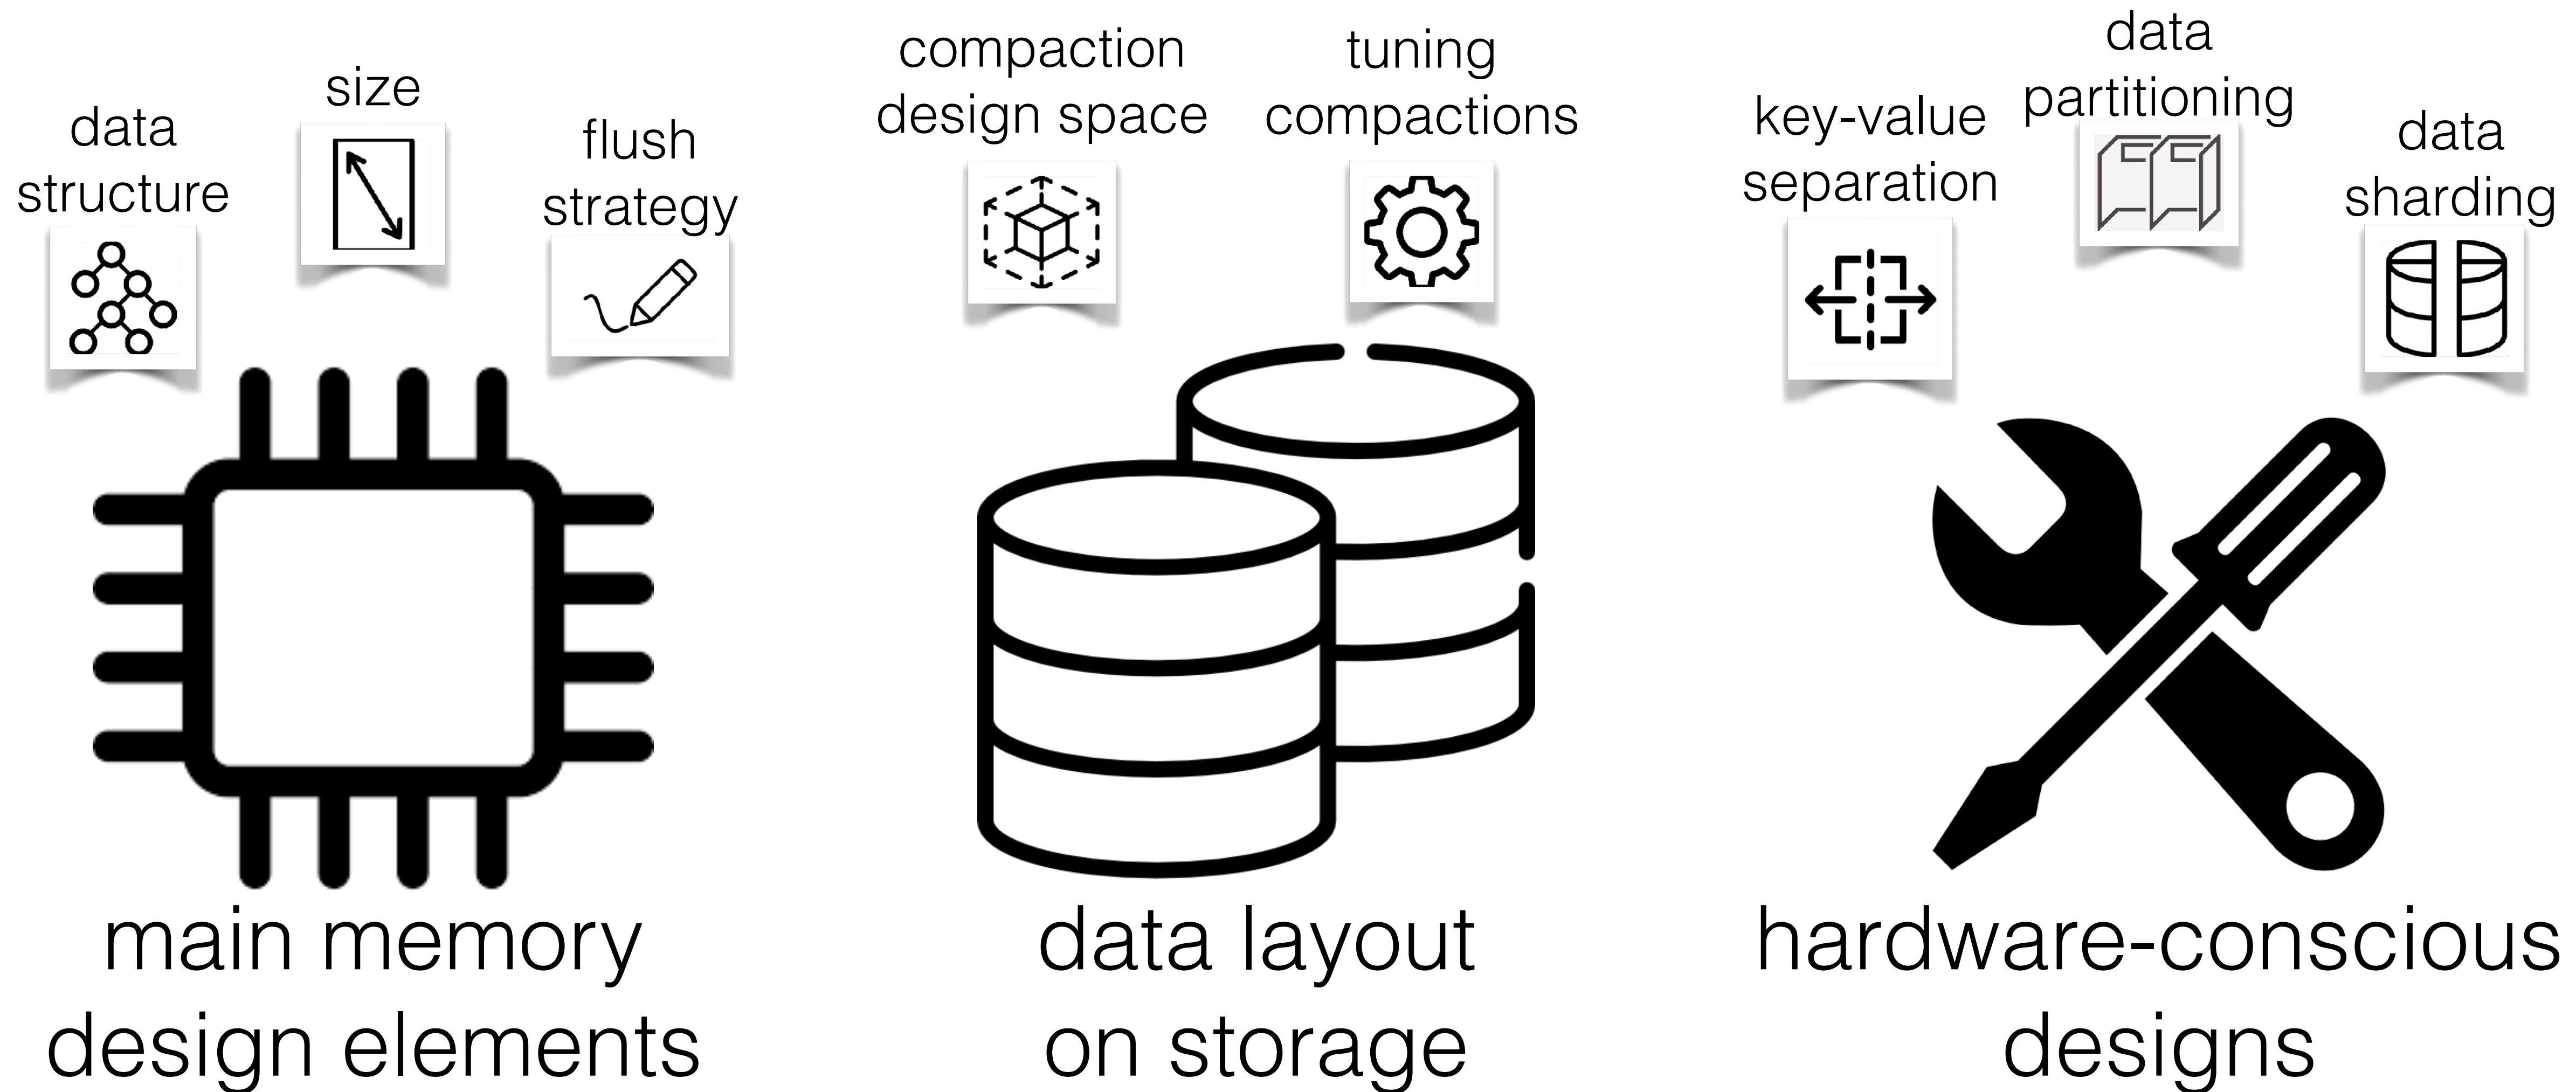 data
structure
size
flush
strategy
main memory
design elements
compaction
design space
tuning
compactions
data layout
on storage
key-value
separation
data
partitioning
data
sharding
hardware-conscious
designs